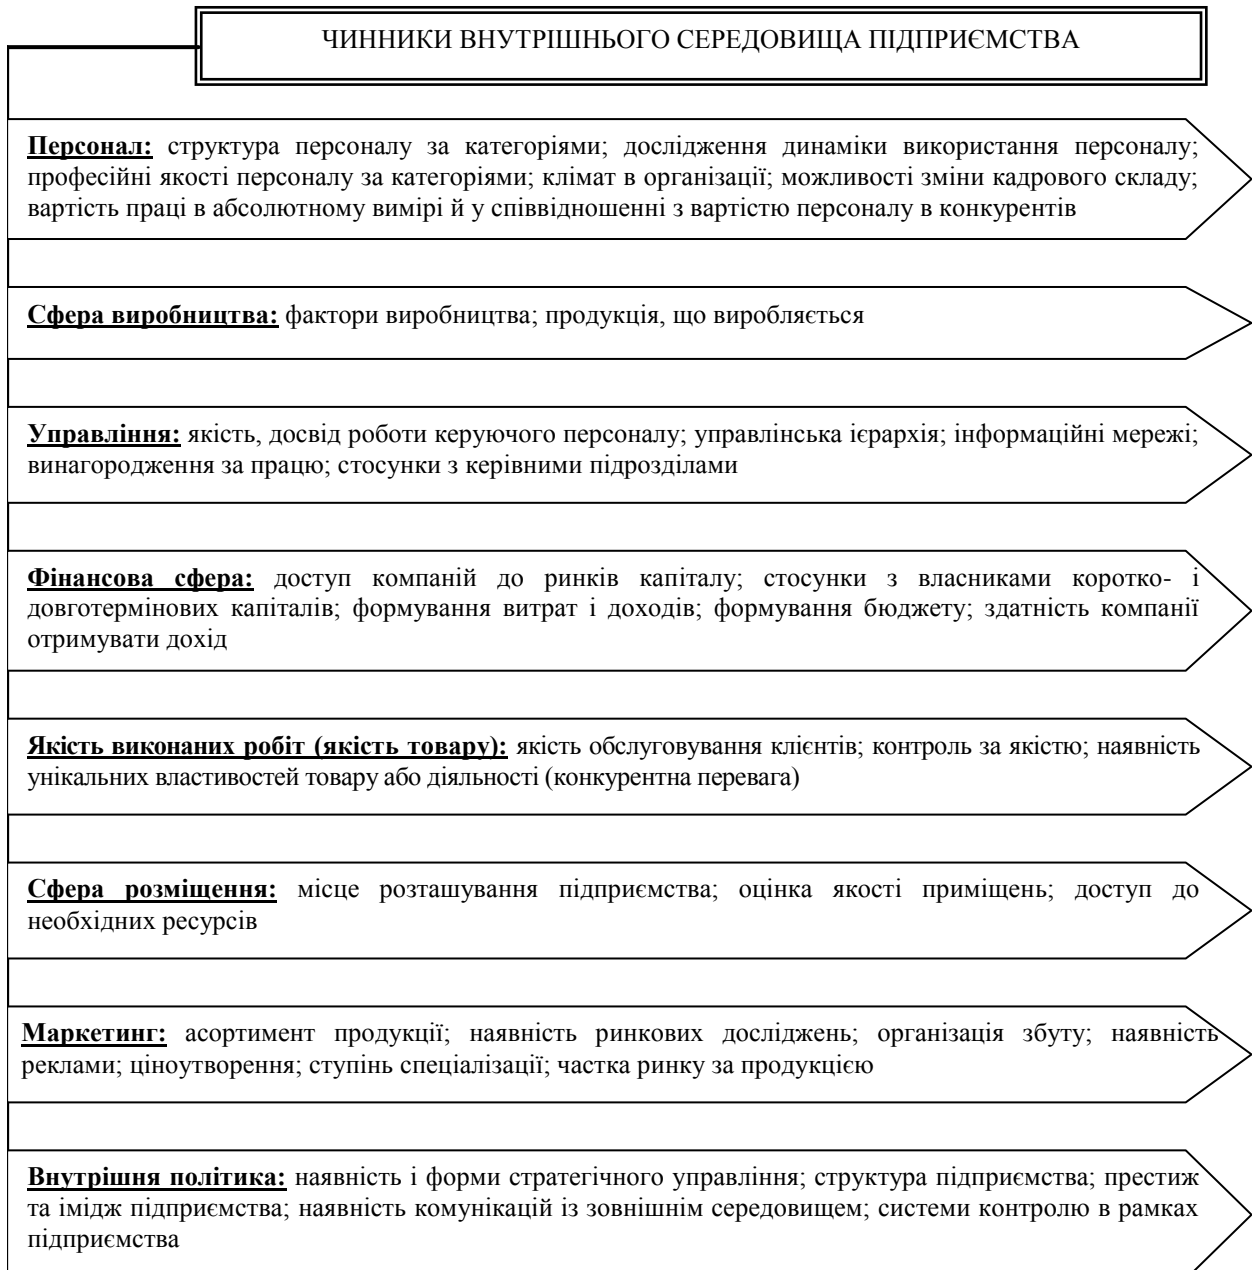 ЧИННИКИ ВНУТРІШНЬОГО СЕРЕДОВИЩА ПІДПРИЄМСТВА
Персонал: структура персоналу за категоріями; дослідження динаміки використання персоналу;
професійні якості персоналу за категоріями; клімат в організації; можливості зміни кадрового складу;
вартість праці в абсолютному вимірі й у співвідношенні з вартістю персоналу в конкурентів
Сфера виробництва: фактори виробництва; продукція, що виробляється
Управління: якість, досвід роботи керуючого персоналу; управлінська ієрархія; інформаційні мережі;
винагородження за працю; стосунки з керівними підрозділами
Фінансова сфера: доступ компаній до ринків капіталу; стосунки з власниками коротко- і
довготермінових капіталів; формування витрат і доходів; формування бюджету; здатність компанії
отримувати дохід
Якість виконаних робіт (якість товару): якість обслуговування клієнтів; контроль за якістю; наявність
унікальних властивостей товару або діяльності (конкурентна перевага)
Сфера розміщення: місце розташування підприємства; оцінка якості приміщень; доступ до
необхідних ресурсів
Маркетинг: асортимент продукції; наявність ринкових досліджень; організація збуту; наявність
реклами; ціноутворення; ступінь спеціалізації; частка ринку за продукцією
Внутрішня політика: наявність і форми стратегічного управління; структура підприємства; престиж
та імідж підприємства; наявність комунікацій із зовнішнім середовищем; системи контролю в рамках
підприємства